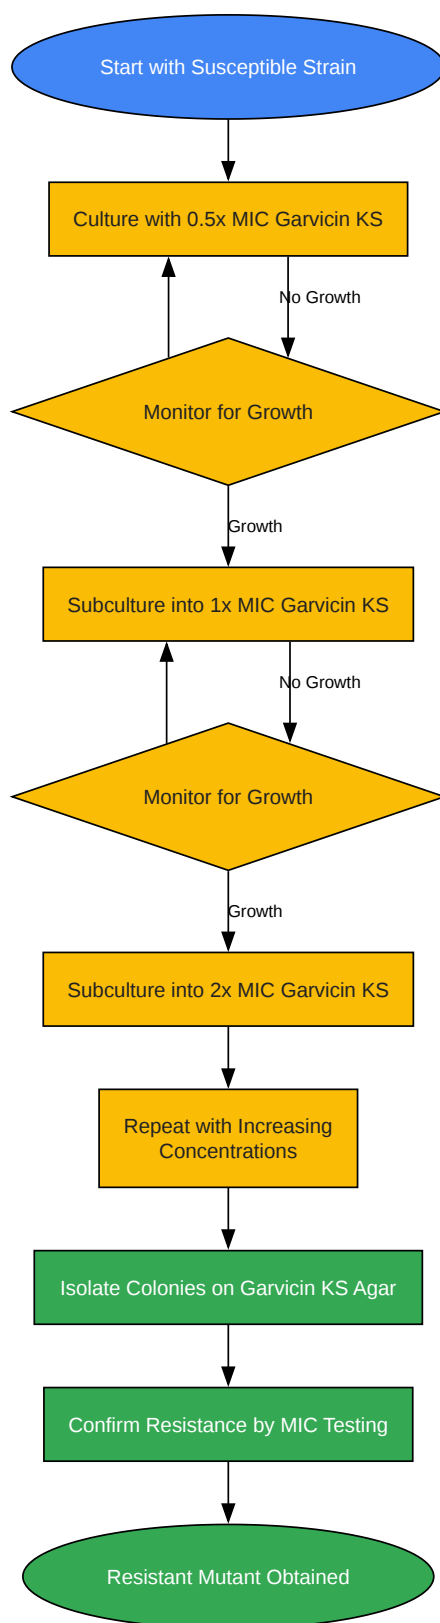 Start with Susceptible Strain
Culture with 0.5x MIC Garvicin KS
No Growth
Monitor for Growth
Growth
Subculture into 1x MIC Garvicin KS
No Growth
Monitor for Growth
Growth
Subculture into 2x MIC Garvicin KS
Repeat with Increasing
Concentrations
Isolate Colonies on Garvicin KS Agar
Confirm Resistance by MIC Testing
Resistant Mutant Obtained